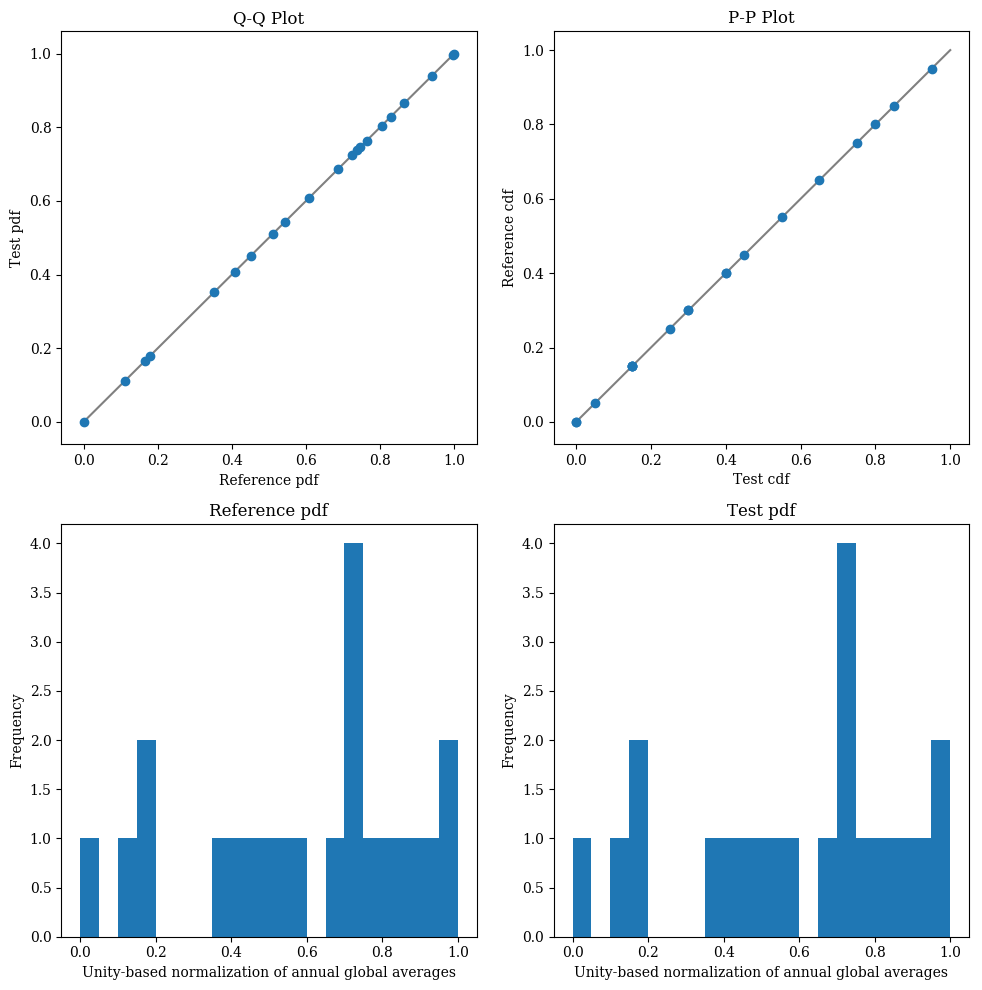 Q-Q Plot
1.0
0.8
0.6
0.4
0.2
0.0
Test pdf
0.0 0.2 0.4 0.6 0.8 1.0
Reference pdf
P-P Plot
1.0
0.8
0.6
0.4
0.2
0.0
Reference cdf
0.0 0.2 0.4 0.6 0.8 1.0
Test cdf
Reference pdf
4.0
3.5
3.0
2.5
2.0
1.5
1.0
0.5
0.0
Frequency
0.0 0.2 0.4 0.6 0.8 1.0
Unity-based normalization of annual global averages
Test pdf
4.0
3.5
3.0
2.5
2.0
1.5
1.0
0.5
0.0
Frequency
0.0 0.2 0.4 0.6 0.8 1.0
Unity-based normalization of annual global averages